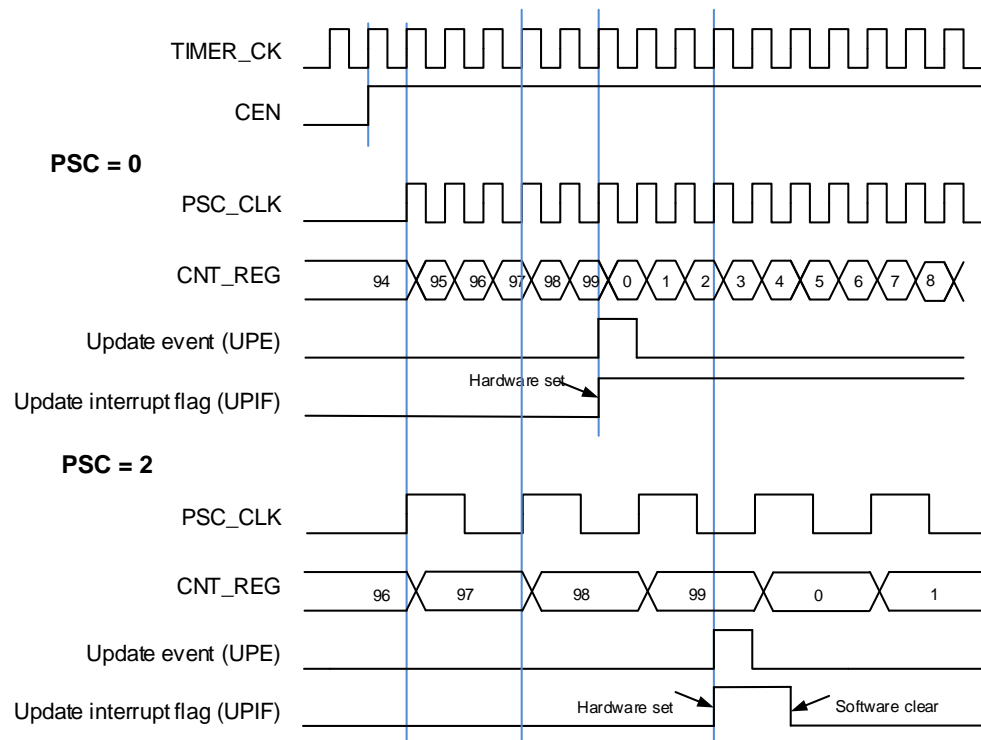 TIMER_CK
CEN
PSC = 0
PSC_CLK
CNT_REG 94 95 96 97 98 99 0 1 2 3 4 5 6 7 8
Update event (UPE)
Hardware set
Update interrupt flag (UPIF)
PSC = 2
PSC_CLK
CNT_REG 96 97 98 99 0 1
Update event (UPE)
Update interrupt flag (UPIF) Hardware set Software clear